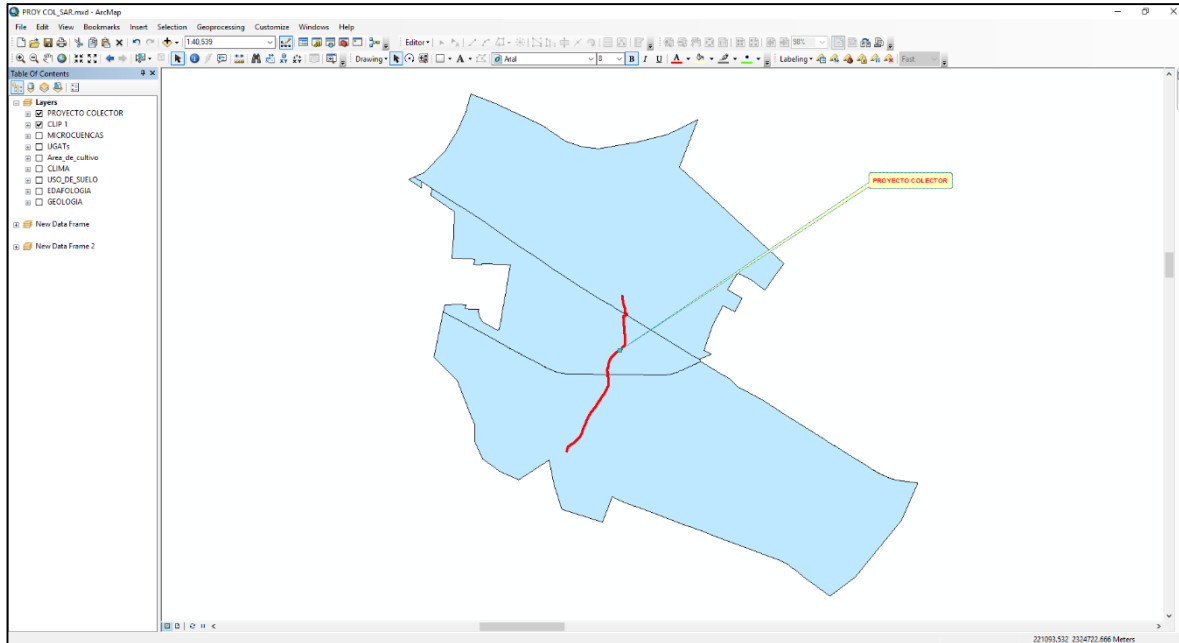 PROY COL_SAR.mxd - ArcMap
File Edit View Bookmarks Insert Selection Geoprocessing Customize Windows Help
1:40,539
Editor
98%
Drawing
A
Arial
8
B I U A
Labeling
Fast
Table Of Contents
Layers
PROYECTO COLECTOR
CLIP 1
MICROCUENCAS
UGATs
Area_de_cultivo
CLIMA
USO_DE_SUELO
EDAFOLOGIA
GEOLOGIA
New Data Frame
New Data Frame 2
PROYECTO COLECTOR
221093.532 2324722.666 Meters